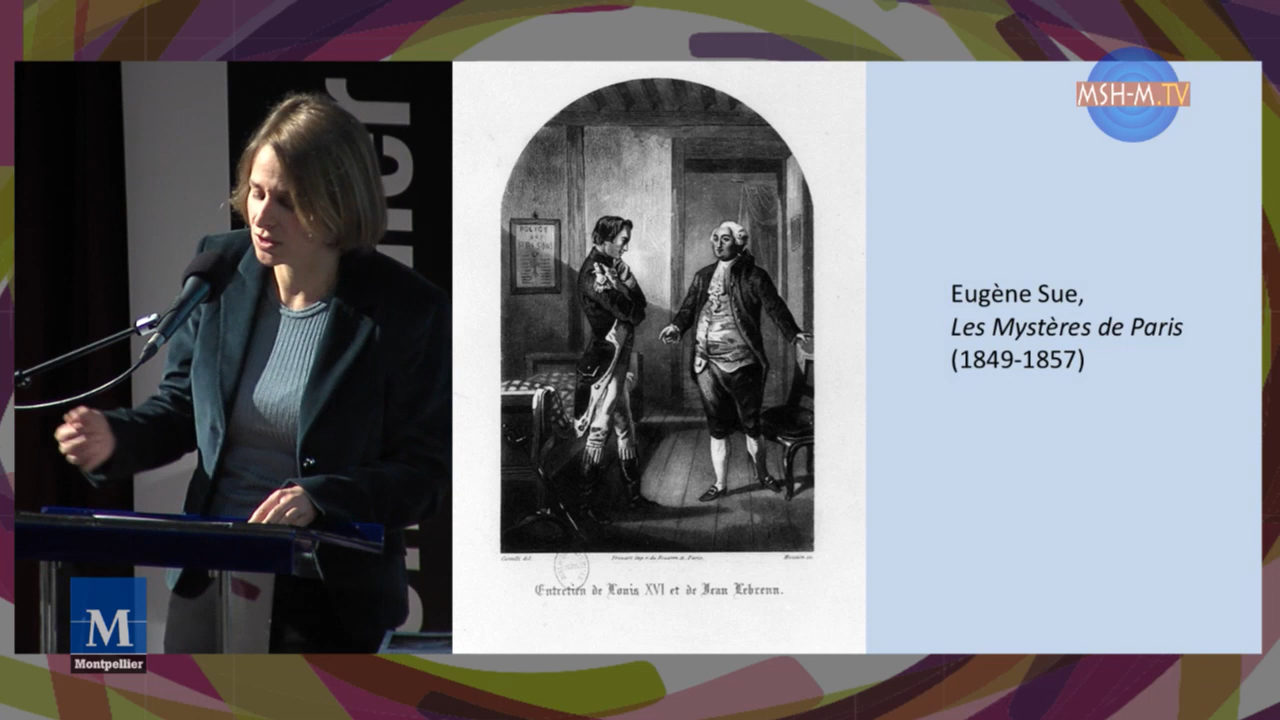 MSH-M.TV
Eugène Sue,
Les Mystères de Paris
(1849-1857)
POLICE
Entretien de Louis XVI et de Jean Lebrenn.
M
Montpellier